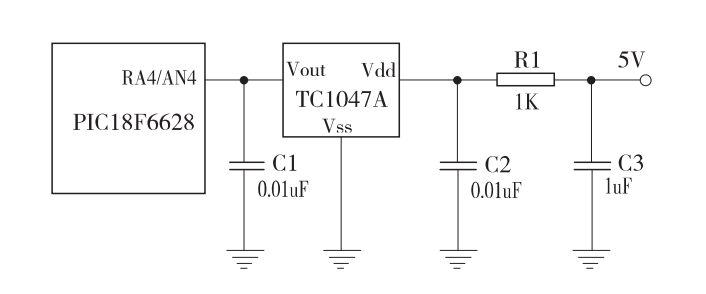 RA4/AN4
PIC18F6628
Vout
Vdd
TC1047A
Vss
R1
1K
5V
C1
0.01uF
C2
0.01uF
C3
1uF